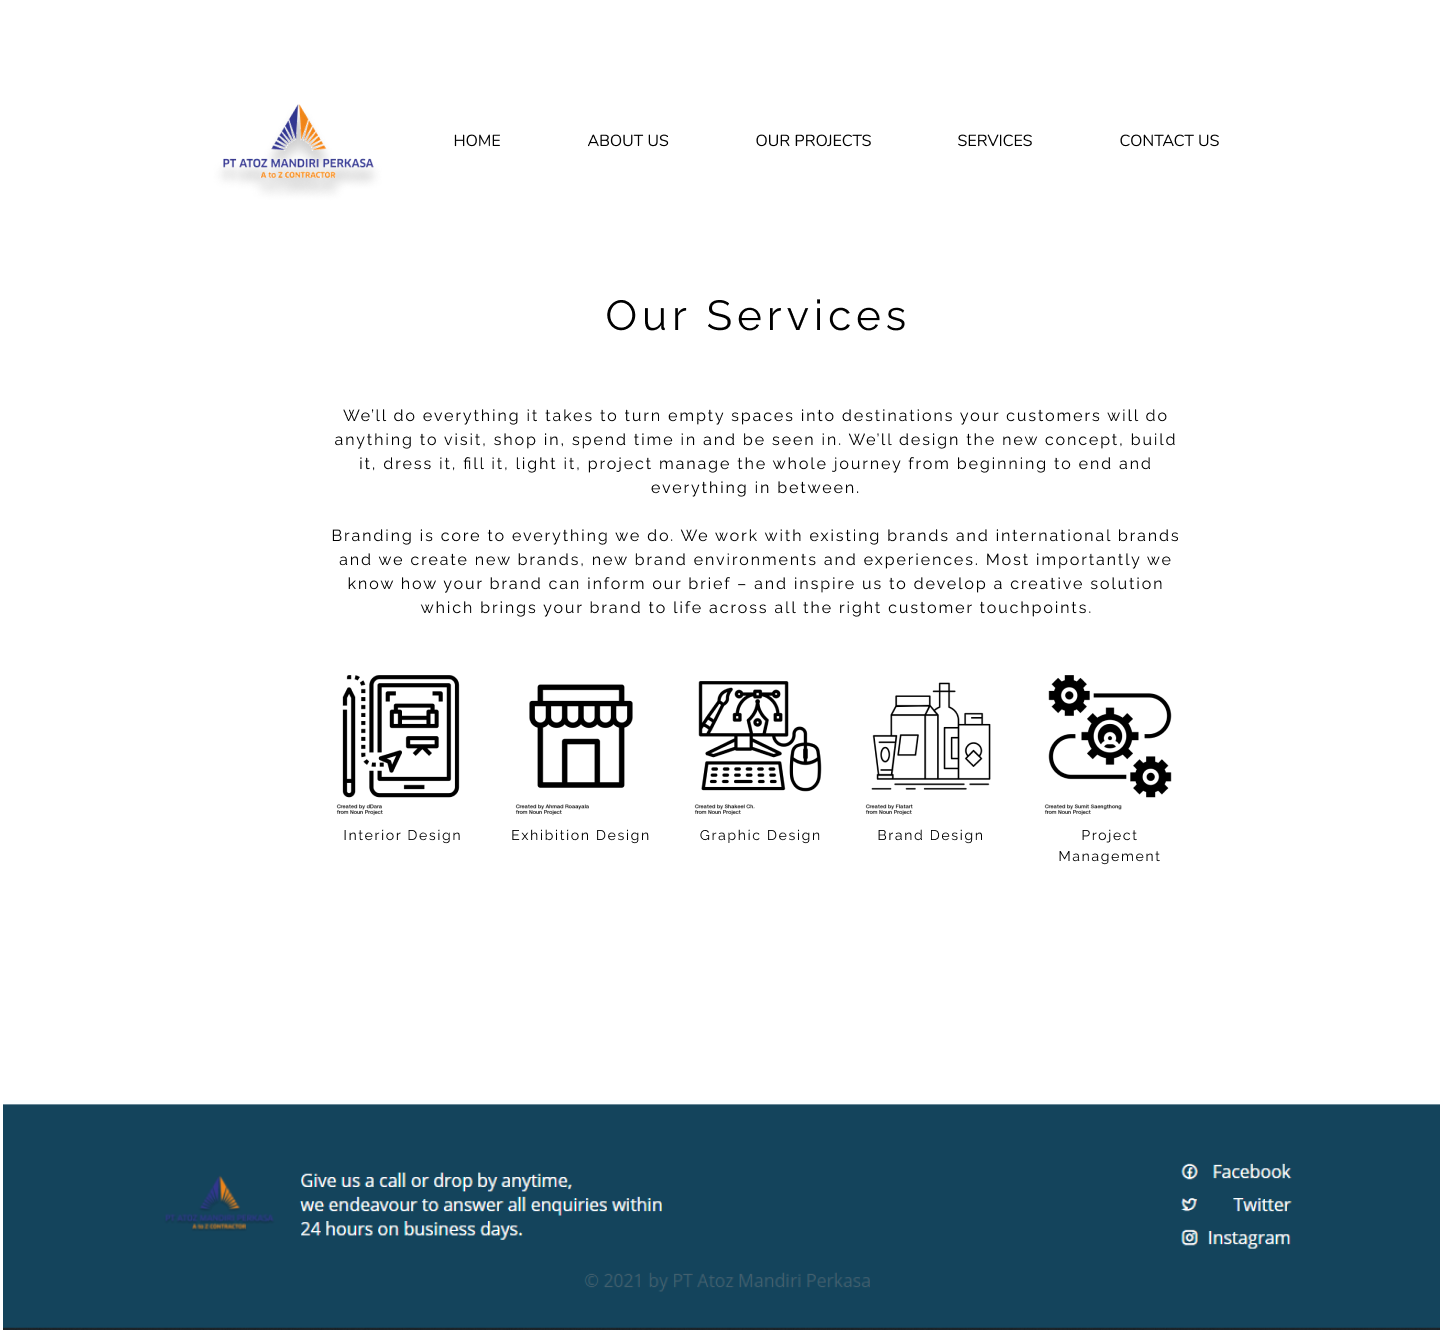 PT ATOZ MANDIRI PERKASA
A to Z CONTRACTOR
HOME
ABOUT US
OUR PROJECTS
SERVICES
CONTACT US
Our Services
We’ll do everything it takes to turn empty spaces into destinations your customers will do
anything to visit, shop in, spend time in and be seen in. We’ll design the new concept, build
it, dress it, fill it, light it, project manage the whole journey from beginning to end and
everything in between.
Branding is core to everything we do. We work with existing brands and international brands
and we create new brands, new brand environments and experiences. Most importantly we
know how your brand can inform our brief – and inspire us to develop a creative solution
which brings your brand to life across all the right customer touchpoints.
Created by dDara
from Noun Project
Interior Design
Created by Ahmad Roaayala
from Noun Project
Exhibition Design
Created by Shakeel Ch.
from Noun Project
Graphic Design
Created by Flatart
from Noun Project
Brand Design
Created by Sumit Saengthong
from Noun Project
Project
Management
PT ATOZ MANDIRI PERKASA
A to Z CONTRACTOR
Give us a call or drop by anytime,
we endeavour to answer all enquiries within
24 hours on business days.
Facebook
Twitter
Instagram
© 2021 by PT Atoz Mandiri Perkasa